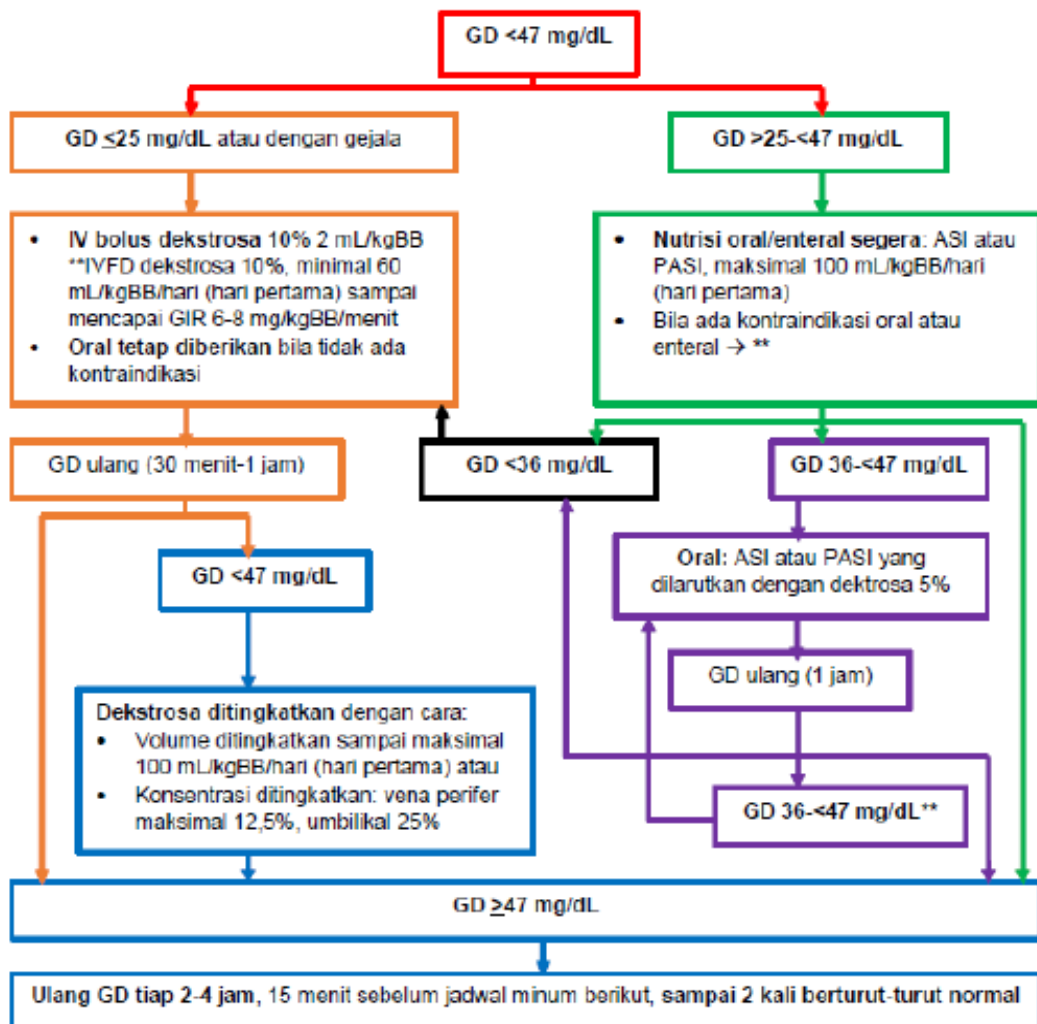 GD <47 mg/dL
GD ≤25 mg/dL atau dengan gejala
GD >25-<47 mg/dL
• IV bolus dekstrosa 10% 2 mL/kgBB
**IVFD dekstrosa 10%, minimal 60
mL/kgBB/hari (hari pertama) sampai
mencapai GIR 6-8 mg/kgBB/menit
• Oral tetap diberikan bila tidak ada
kontraindikasi
• Nutrisi oral/enteral segera: ASI atau
PASI, maksimal 100 mL/kgBB/hari
(hari pertama)
• Bila ada kontraindikasi oral atau
enteral → **
GD ulang (30 menit-1 jam)
GD <36 mg/dL
GD 36-<47 mg/dL
GD <47 mg/dL
Oral: ASI atau PASI yang
dilarutkan dengan dektrosa 5%
GD ulang (1 jam)
Dekstrosa ditingkatkan dengan cara:
• Volume ditingkatkan sampai maksimal
100 mL/kgBB/hari (hari pertama) atau
• Konsentrasi ditingkatkan: vena perifer
maksimal 12,5%, umbilikal 25%
GD 36-<47 mg/dL**
GD ≥47 mg/dL
Ulang GD tiap 2-4 jam, 15 menit sebelum jadwal minum berikut, sampai 2 kali berturut-turut normal